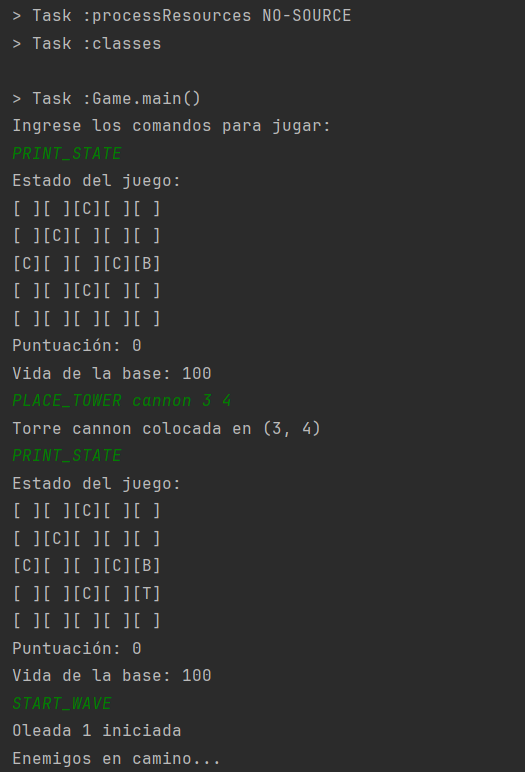 > Task :processResources NO-SOURCE
> Task :classes

> Task :Game.main()
Ingrese los comandos para jugar:
PRINT_STATE
Estado del juego:
[ ][ ][C][ ][ ]
[ ][C][ ][ ][ ]
[C][ ][ ][C][B]
[ ][ ][C][ ][ ]
[ ][ ][ ][ ][ ]
Puntuación: 0
Vida de la base: 100
PLACE_TOWER cannon 3 4
Torre cannon colocada en (3, 4)
PRINT_STATE
Estado del juego:
[ ][ ][C][ ][ ]
[ ][C][ ][ ][ ]
[C][ ][ ][C][B]
[ ][ ][C][ ][T]
[ ][ ][ ][ ][ ]
Puntuación: 0
Vida de la base: 100
START_WAVE
Oleada 1 iniciada
Enemigos en camino...